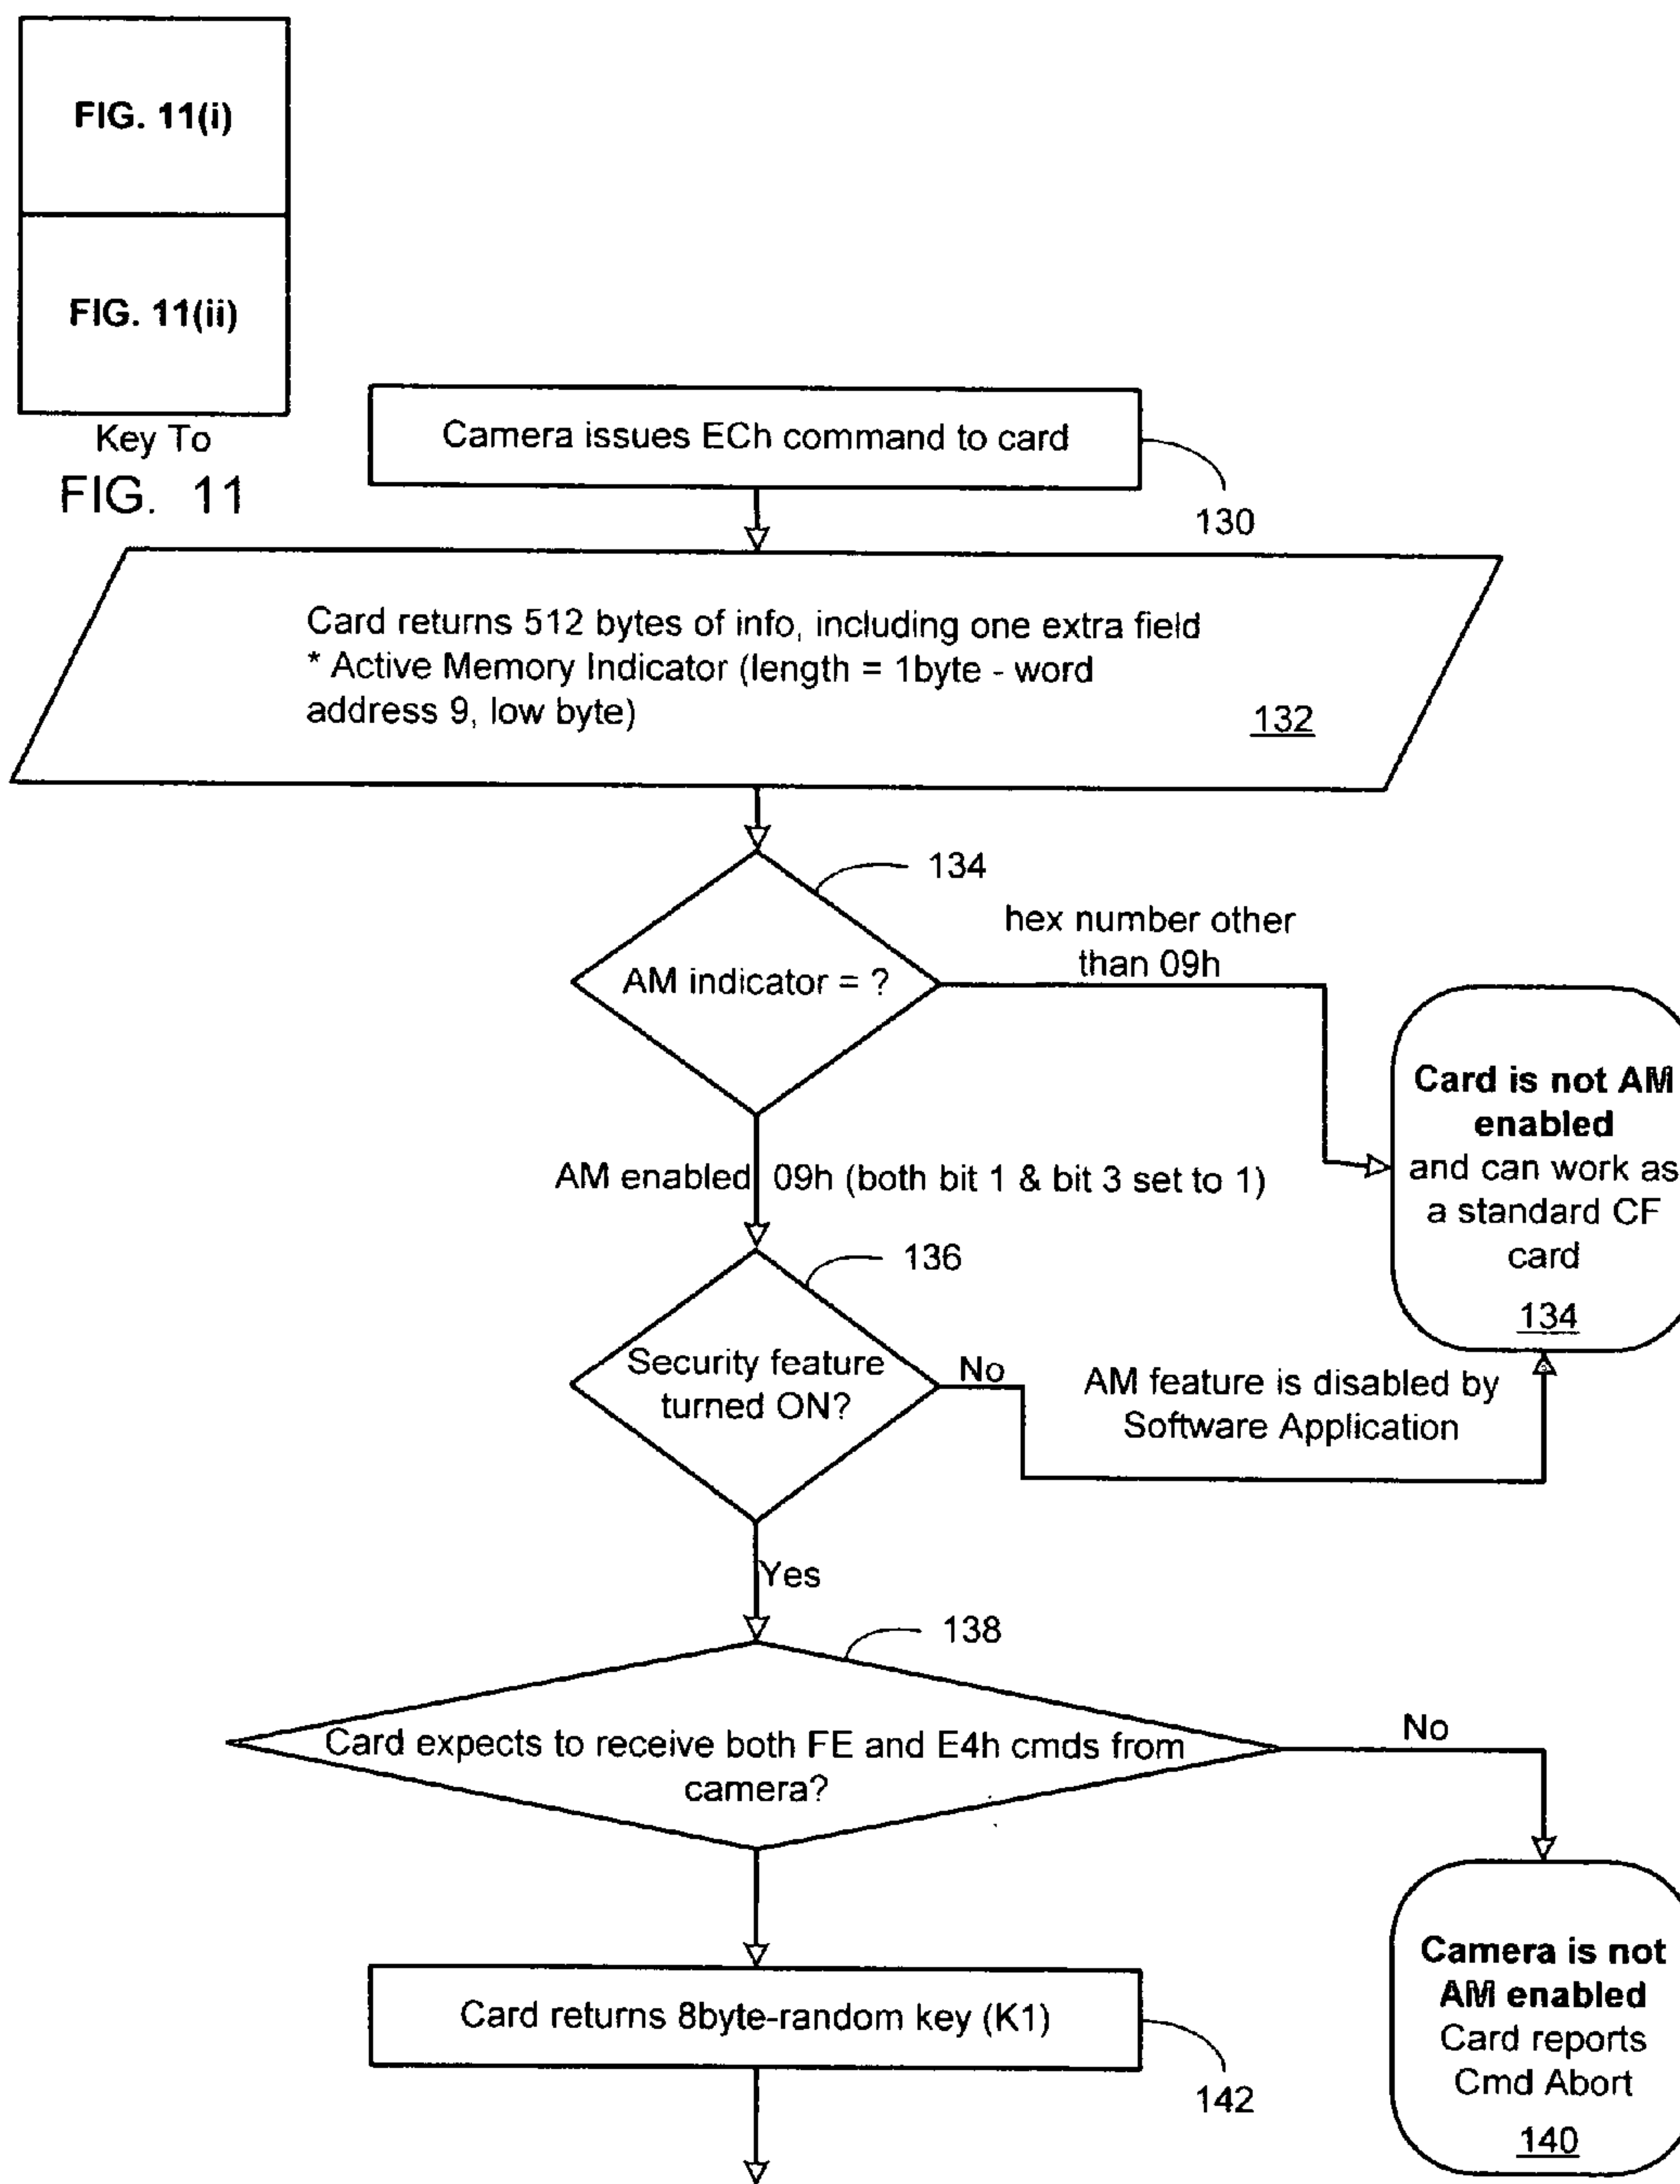 FIG. 11(i)
FIG. 11(ii)
Key To
FIG. 11
Camera issues ECh command to card
130
Card returns 512 bytes of info, including one extra field
* Active Memory Indicator (length = 1byte - word
address 9, low byte)
132
134
AM indicator = ?
hex number other
than 09h
Card is not AM
enabled
and can work as
a standard CF
card
134
AM enabled 09h (both bit 1 & bit 3 set to 1)
136
Security feature
turned ON?
No
AM feature is disabled by
Software Application
Yes
138
Card expects to receive both FE and E4h cmds from
camera?
No
Camera is not
AM enabled
Card reports
Cmd Abort
140
Card returns 8byte-random key (K1)
142